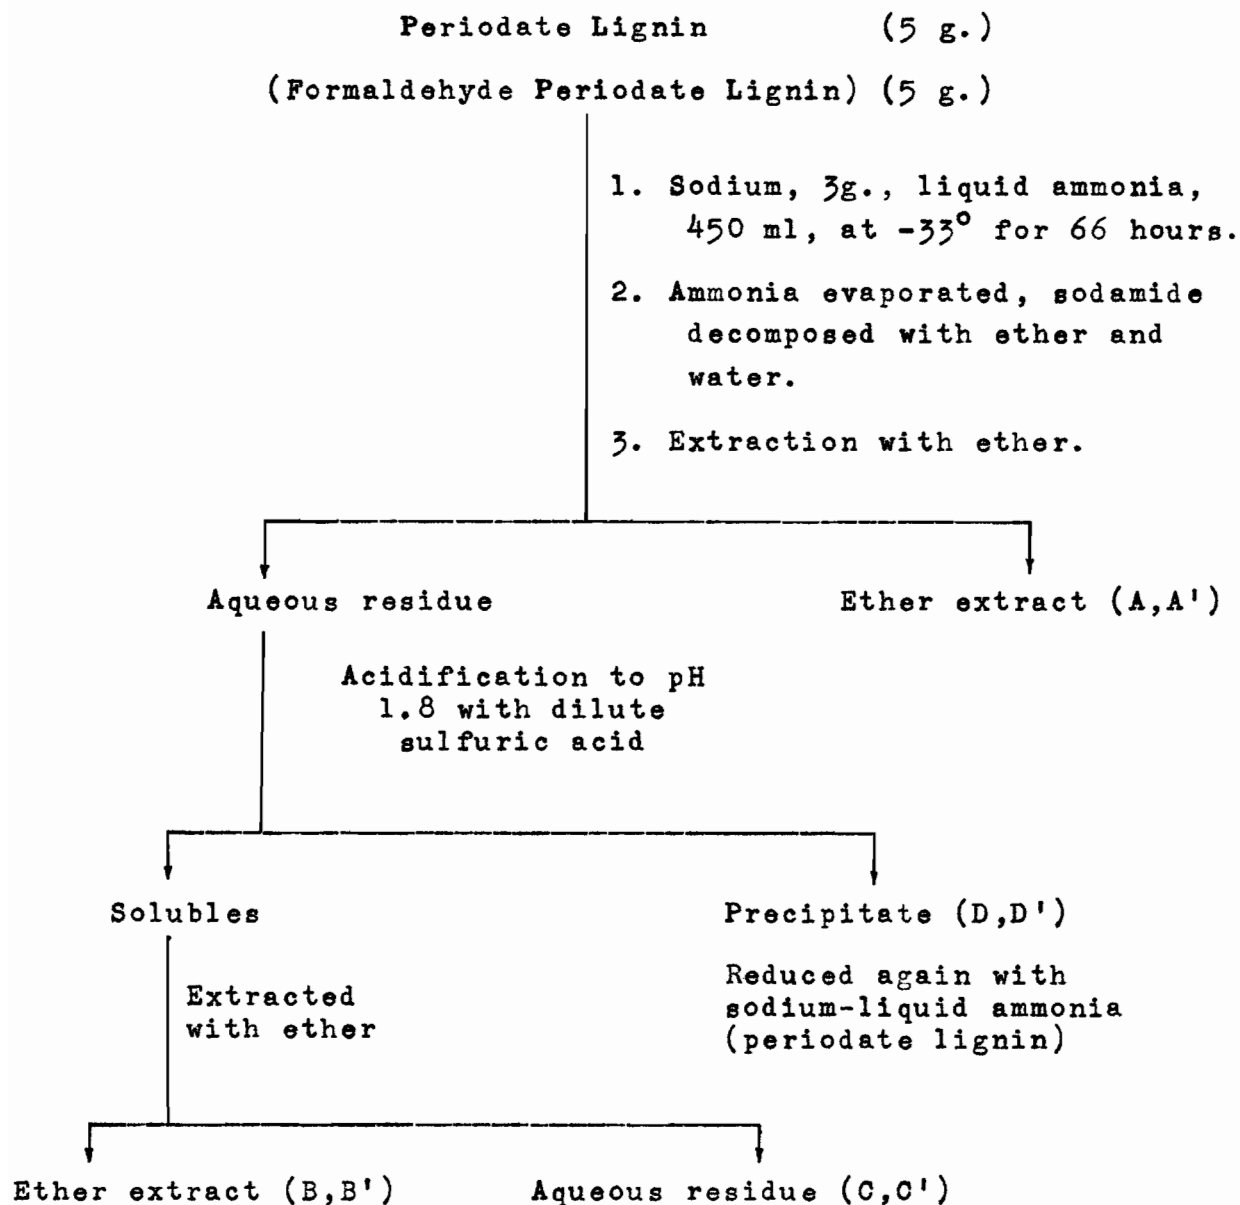 Periodate Lignin (5 g.)
(Formaldehyde Periodate Lignin) (5 g.)
1. Sodium, 3g., liquid ammonia,
450 ml, at -33° for 66 hours.
2. Ammonia evaporated, sodamide
decomposed with ether and
water.
3. Extraction with ether.
Aqueous residue
Ether extract (A,A')
Acidification to pH
1.8 with dilute
sulfuric acid
Solubles
Precipitate (D,D')
Reduced again with
sodium-liquid ammonia
(periodate lignin)
Extracted
with ether
Ether extract (B,B')
Aqueous residue (C,C')